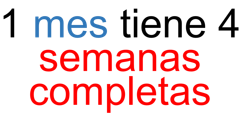 1 mes tiene 4
semanas
completas